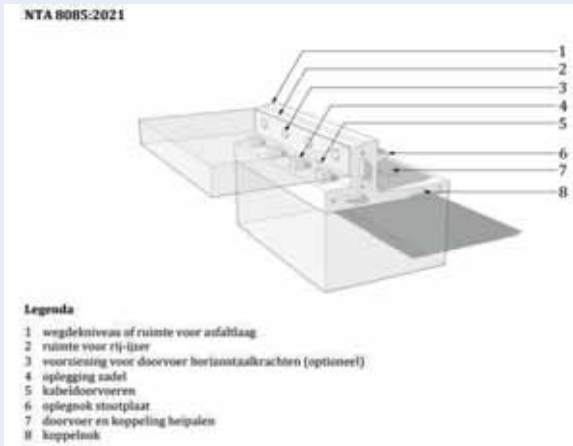 NTA 8085:2021
1
2
3
4
5
6
7
8
Legenda
1 wegdekniveau of ruimte voor asfaltlaag
2 ruimte voor rij-ijzer
3 voorziening voor doorvoer horizontaalkrachten (optioneel)
4 oplegging zadel
5 kabeldoorvoeren
6 oplegnok stootplaat
7 doorvoer en koppeling heipalen
8 koppelnok